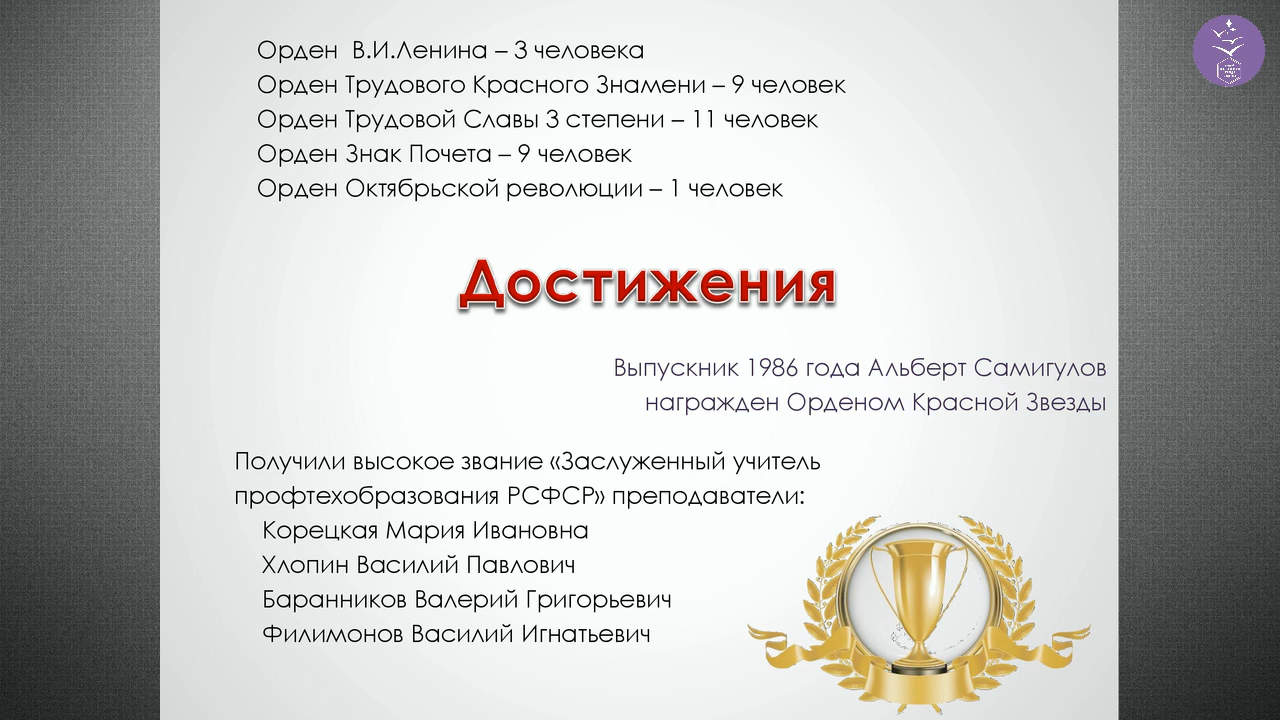 Орден В.И.Ленина – 3 человека
Орден Трудового Красного Знамени – 9 человек
Орден Трудовой Славы 3 степени – 11 человек
Орден Знак Почета – 9 человек
Орден Октябрьской революции – 1 человек
Достижения
Выпускник 1986 года Альберт Самигулов
награжден Орденом Красной Звезды
Получили высокое звание «Заслуженный учитель
профтехобразования РСФСР» преподаватели:
Корецкая Мария Ивановна
Хлопин Василий Павлович
Баранников Валерий Григорьевич
Филимонов Василий Игнатьевич